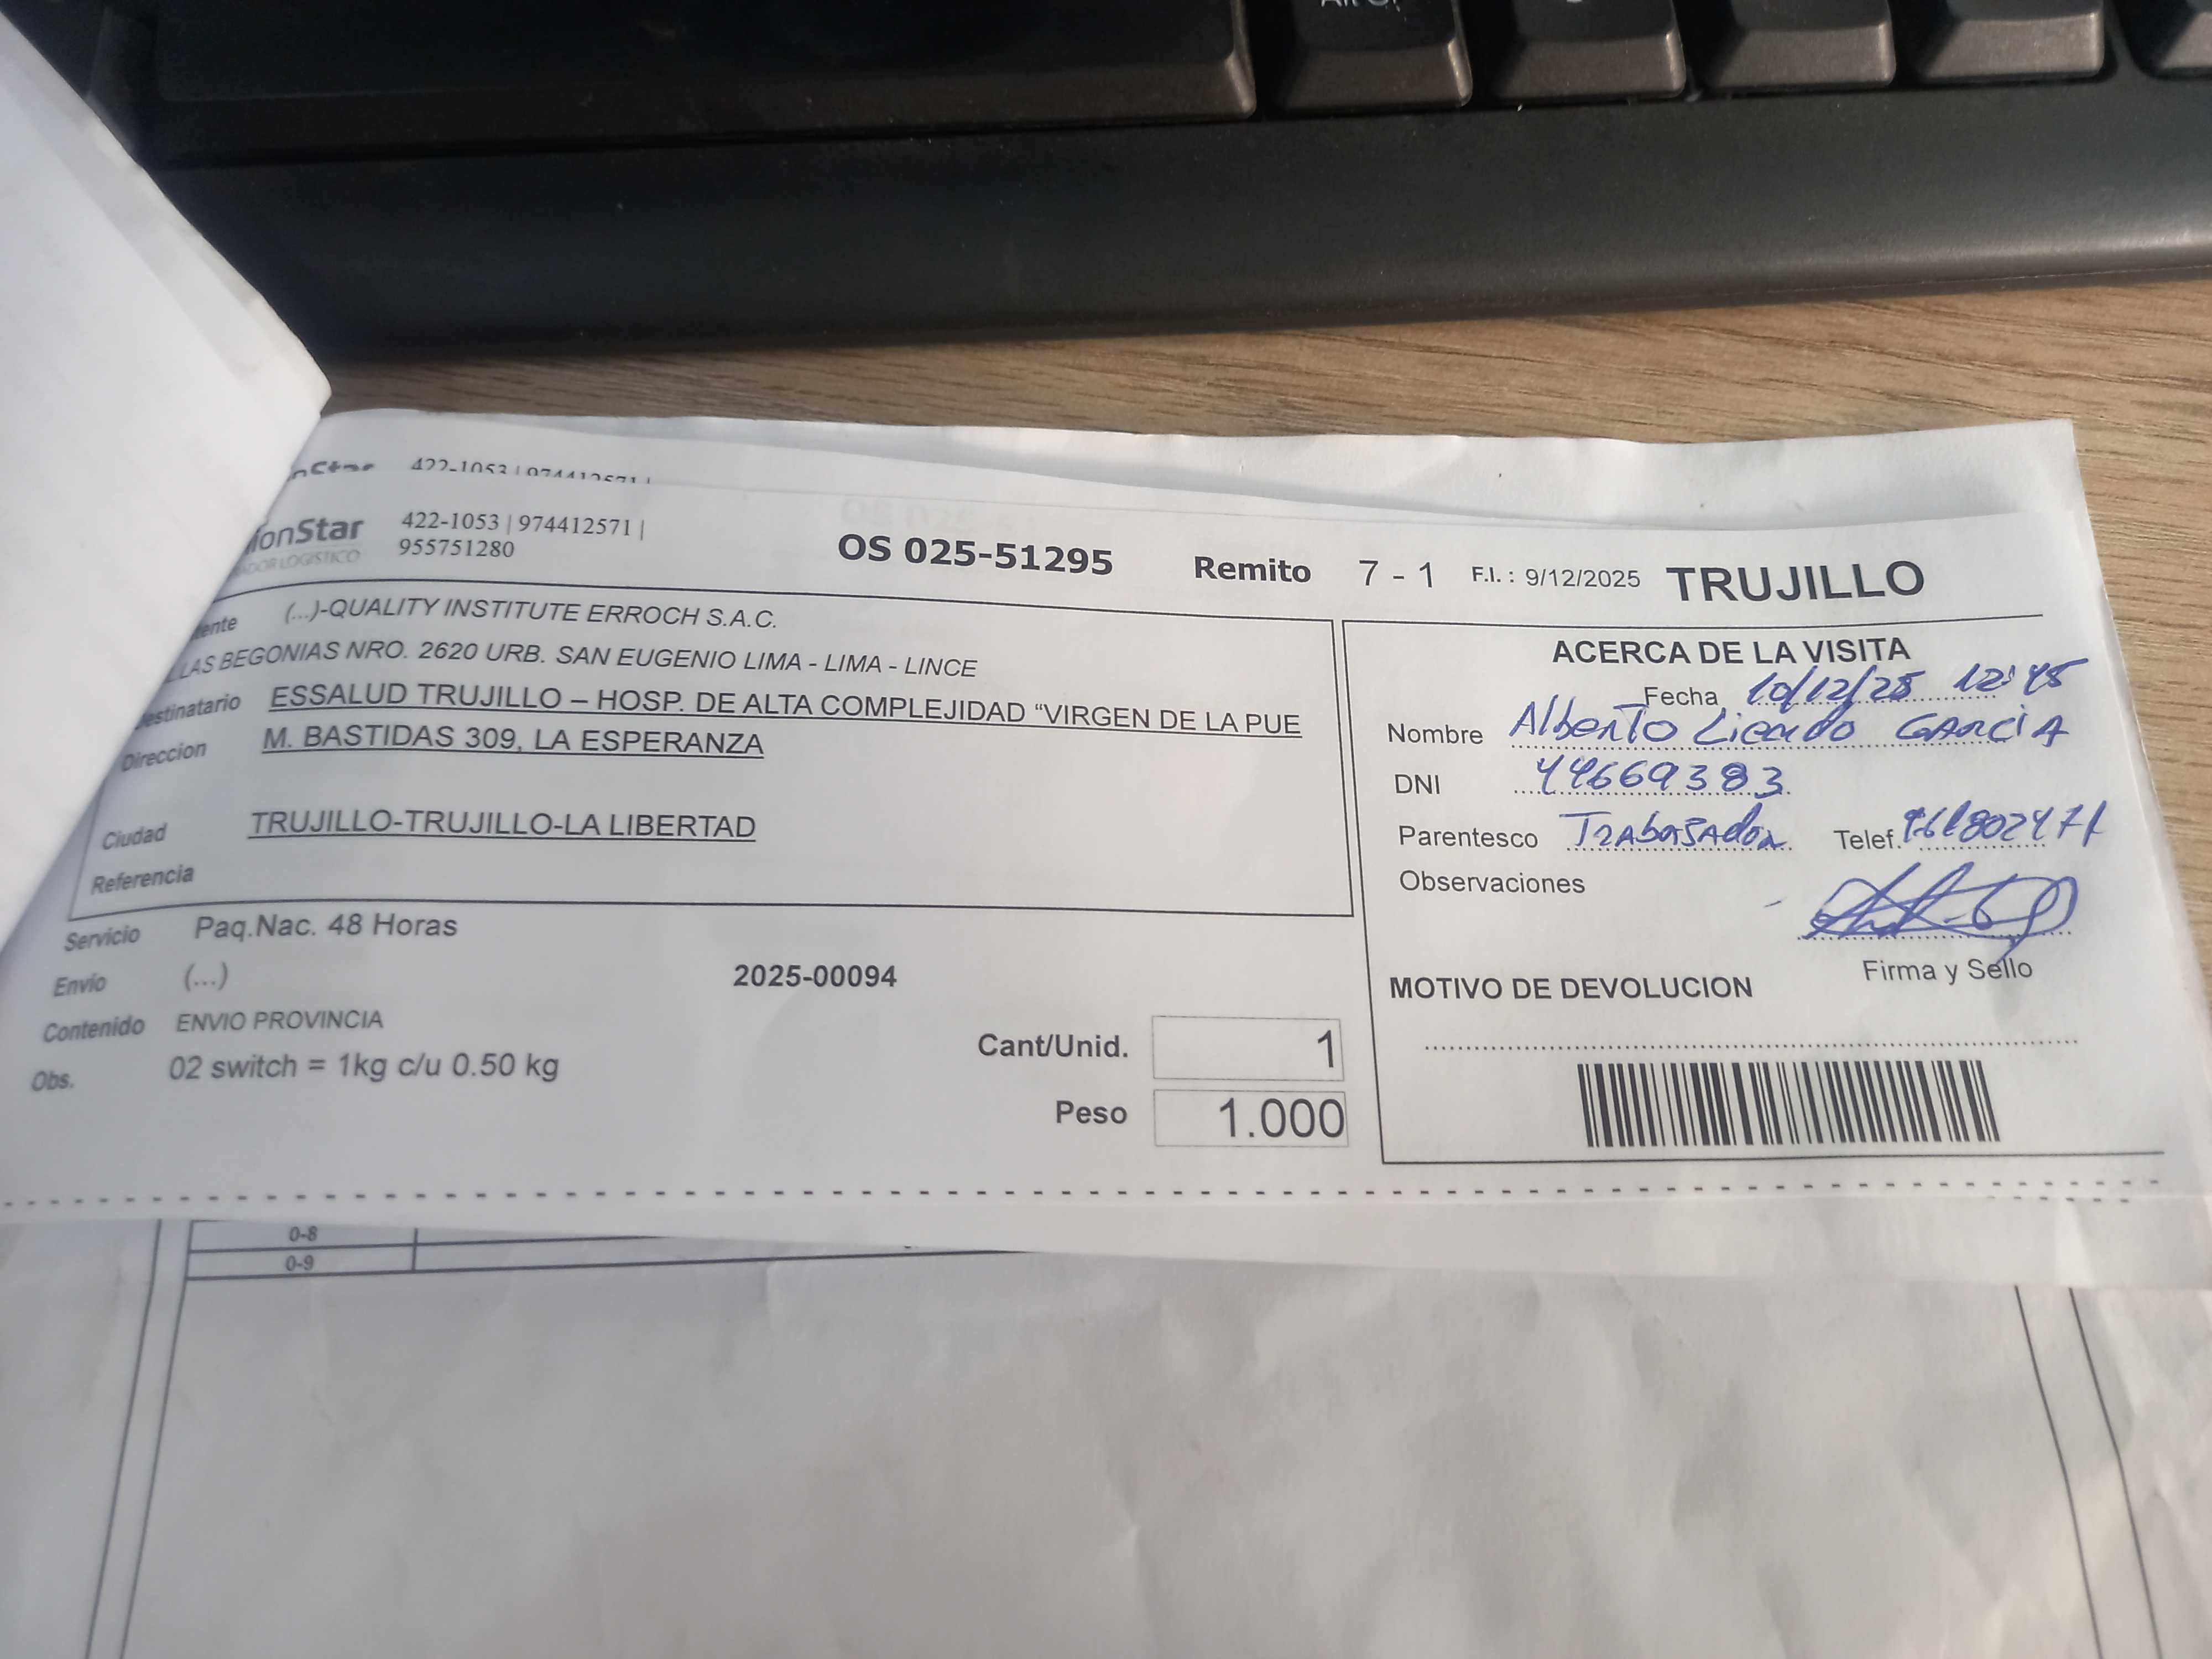 422-1053 | 974412571 |
onStar 422-1053 | 974412571 |
955751280
OS 025-51295 Remito 7 - 1 F.I. : 9/12/2025 TRUJILLO
(...)-QUALITY INSTITUTE ERROCH S.A.C.
LAS BEGONIAS NRO. 2620 URB. SAN EUGENIO LIMA - LIMA - LINCE
estinatario ESSALUD TRUJILLO – HOSP. DE ALTA COMPLEJIDAD "VIRGEN DE LA PUE
Direccion M. BASTIDAS 309, LA ESPERANZA
Ciudad TRUJILLO-TRUJILLO-LA LIBERTAD
Referencia
Servicio Paq.Nac. 48 Horas
Envio (...) 2025-00094
Contenido ENVIO PROVINCIA
Obs. 02 switch = 1kg c/u 0.50 kg
Cant/Unid. 1
Peso 1.000
ACERCA DE LA VISITA
Fecha 10/12/25 12:45
Nombre Alberto GARCIA
DNI 44669383
Parentesco TRAbaJAdor Telef.
Observaciones
Firma y Sello
MOTIVO DE DEVOLUCION
0-8
0-9